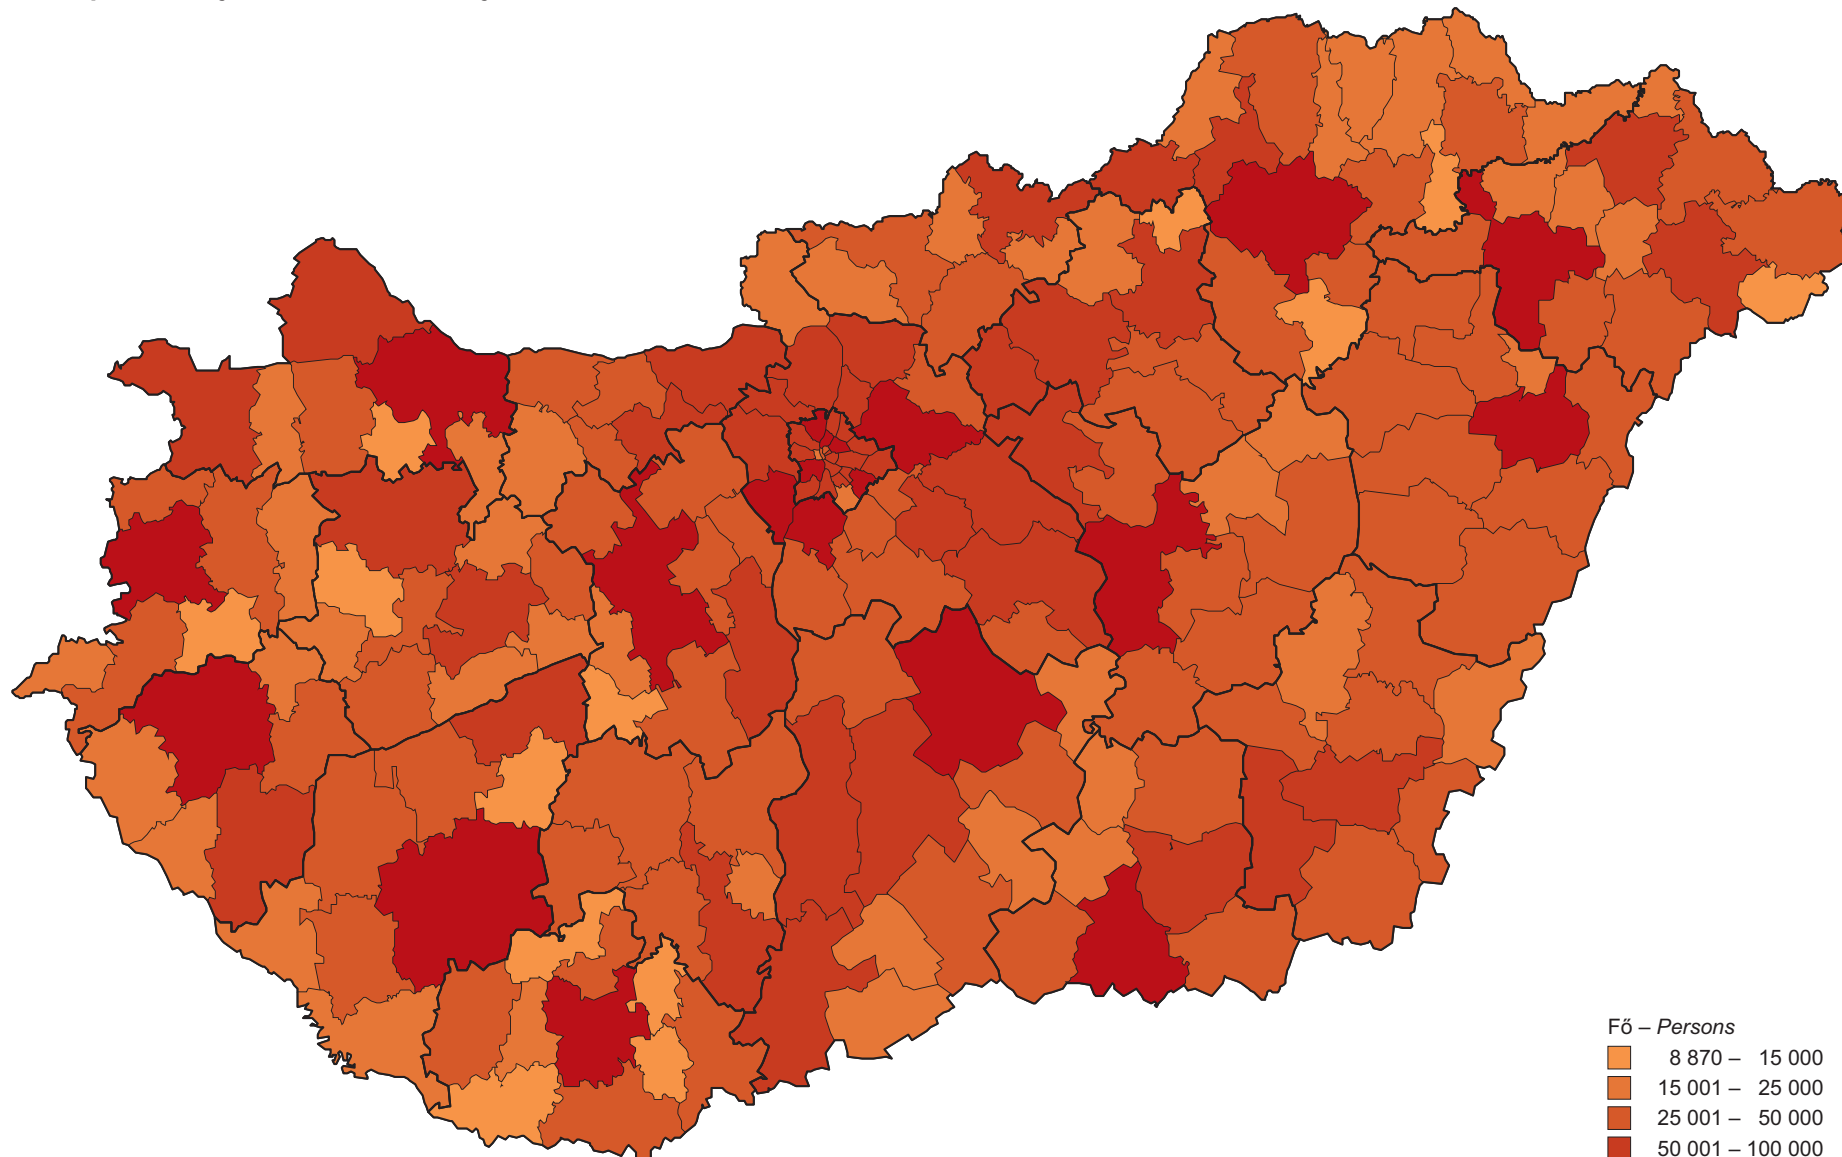 Fő – Persons
8 870 – 15 000
15 001 – 25 000
25 001 – 50 000
50 001 – 100 000